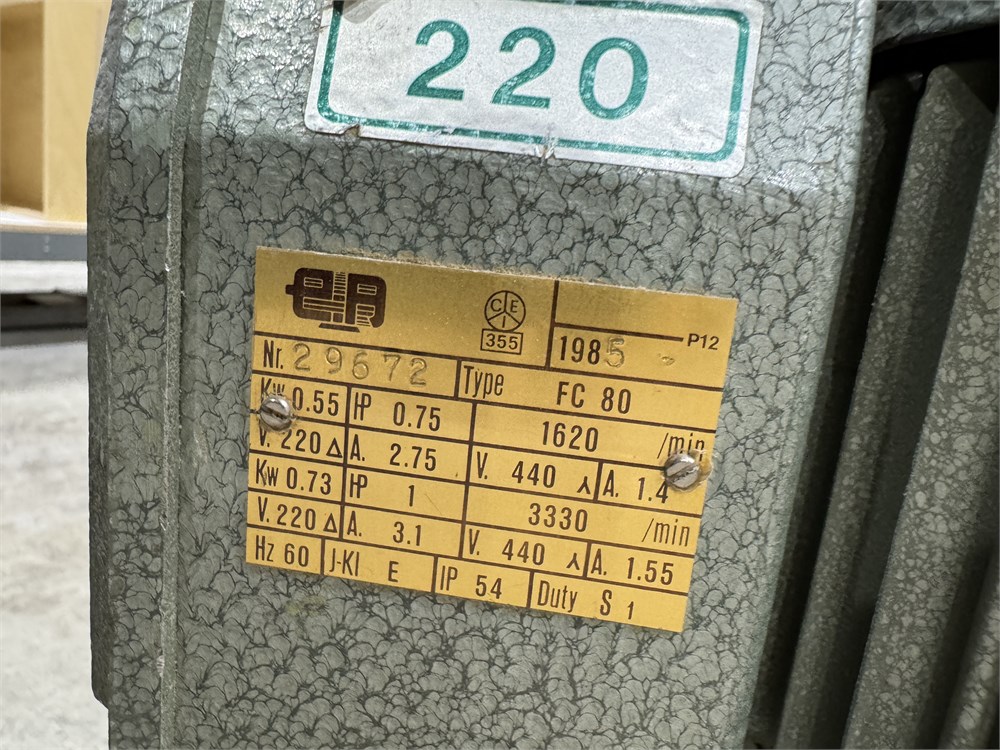 220
CEI
355
1985
P12
Nr. 29672 Type FC 80
Kw 0.55 HP 0.75 1620 /min
V. 220 Δ A. 2.75 V. 440 ⅄ A. 1.4
Kw 0.73 HP 1 3330 /min
V. 220 Δ A. 3.1 V. 440 ⅄ A. 1.55
Hz 60 J-Kl E IP 54 Duty S 1